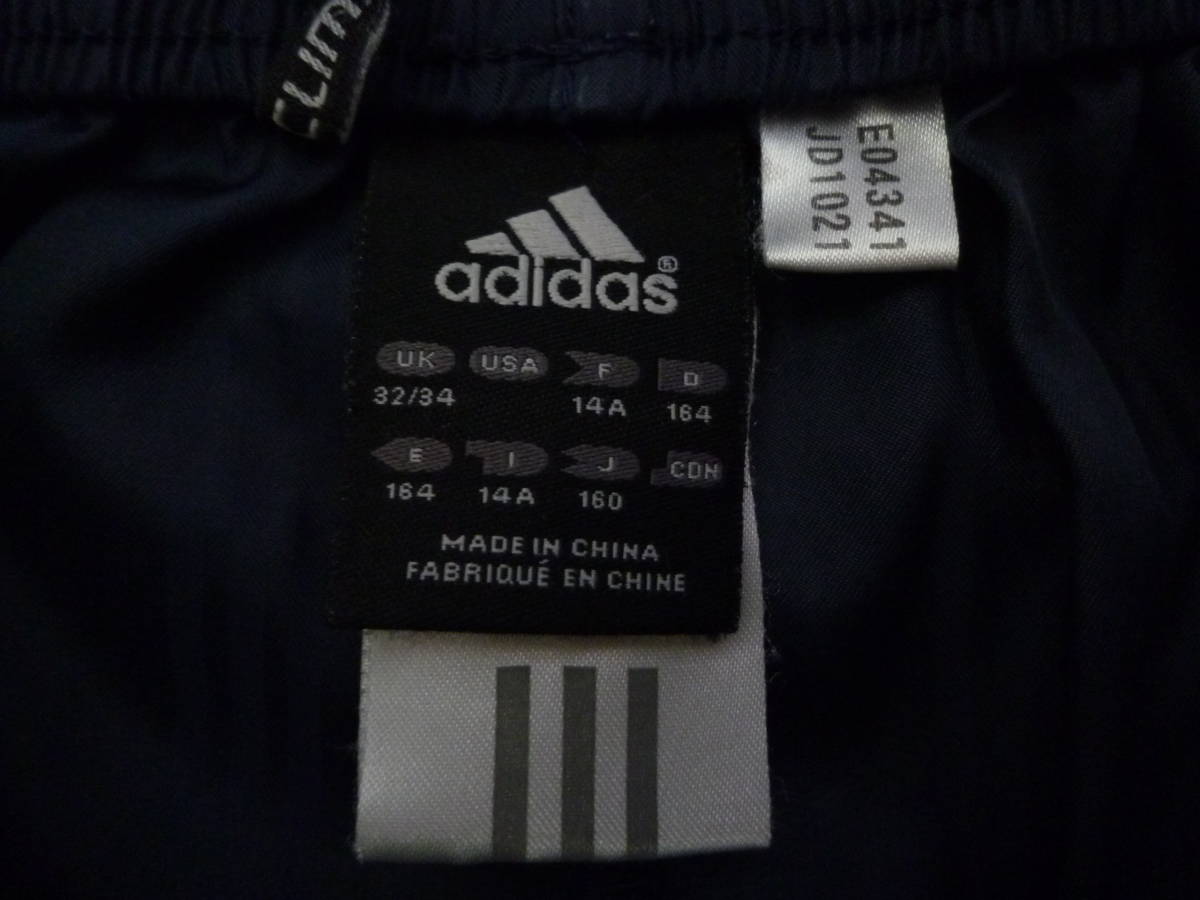 adidas®
UK USA F D
32/34 14A 164
E I J CDN
164 14A 160
MADE IN CHINA
FABRIQUÉ EN CHINE
E04341
JD1021